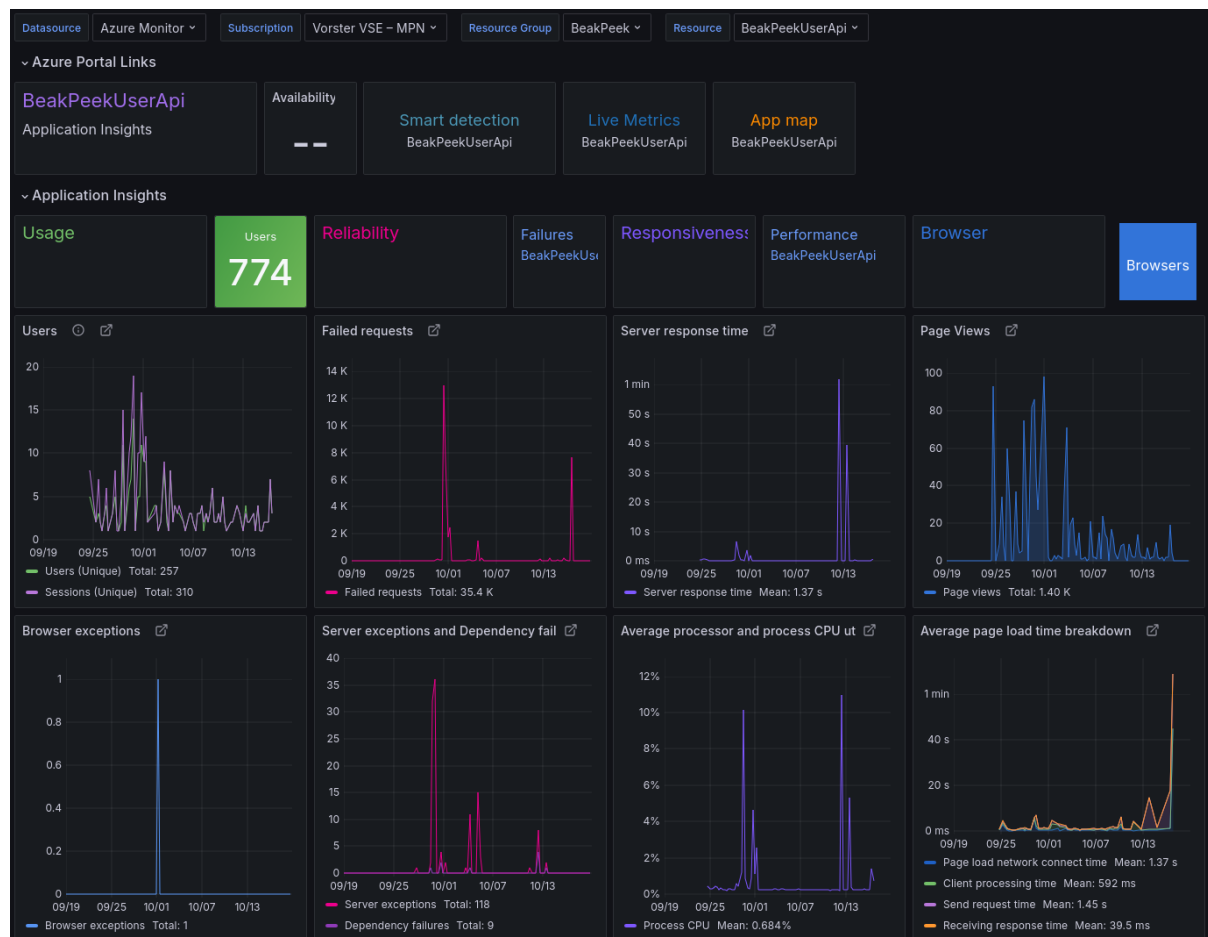 Datasource Azure Monitor Subscription Vorster VSE – MPN Resource Group BeakPeek Resource BeakPeekUserApi
Azure Portal Links
BeakPeekUserApi
Application Insights
Availability
--
Smart detection
BeakPeekUserApi
Live Metrics
BeakPeekUserApi
App map
BeakPeekUserApi
Application Insights
Usage
Users
774
Reliability
Failures
BeakPeekUse
Responsiveness
Performance
BeakPeekUserApi
Browser
Browsers
Users
20
15
10
5
0
09/19 09/25 10/01 10/07 10/13
Users (Unique) Total: 257
Sessions (Unique) Total: 310
Failed requests
14 K
12 K
10 K
8 K
6 K
4 K
2 K
0
09/19 09/25 10/01 10/07 10/13
Failed requests Total: 35.4 K
Server response time
1 min
50 s
40 s
30 s
20 s
10 s
0 ms
09/19 09/25 10/01 10/07 10/13
Server response time Mean: 1.37 s
Page Views
100
80
60
40
20
0
09/19 09/25 10/01 10/07 10/13
Page views Total: 1.40 K
Browser exceptions
1
0.8
0.6
0.4
0.2
0
09/19 09/25 10/01 10/07 10/13
Browser exceptions Total: 1
Server exceptions and Dependency fail
40
35
30
25
20
15
10
5
0
09/19 09/25 10/01 10/07 10/13
Server exceptions Total: 118
Dependency failures Total: 9
Average processor and process CPU ut
12%
10%
8%
6%
4%
2%
0%
09/19 09/25 10/01 10/07 10/13
Process CPU Mean: 0.684%
Average page load time breakdown
1 min
40 s
20 s
0 ms
09/19 09/25 10/01 10/07 10/13
Page load network connect time Mean: 1.37 s
Client processing time Mean: 592 ms
Send request time Mean: 1.45 s
Receiving response time Mean: 39.5 ms